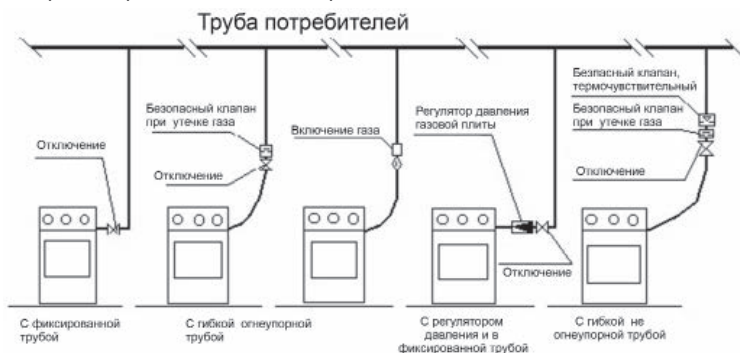 Труба потребителей
Отключение
Безопасный клапан
при утечке газа
Отключение
Включение газа
Регулятор давления
газовой плиты
Отключение
Безпасный клапан,
термочувствительный
Безопасный клапан
при утечке газа
Отключение
С фиксированной
трубой
С гибкой огнеупорной
трубой
С регулятором
давления и в
фиксированной трубой
С гибкой не
огнеупорной трубой